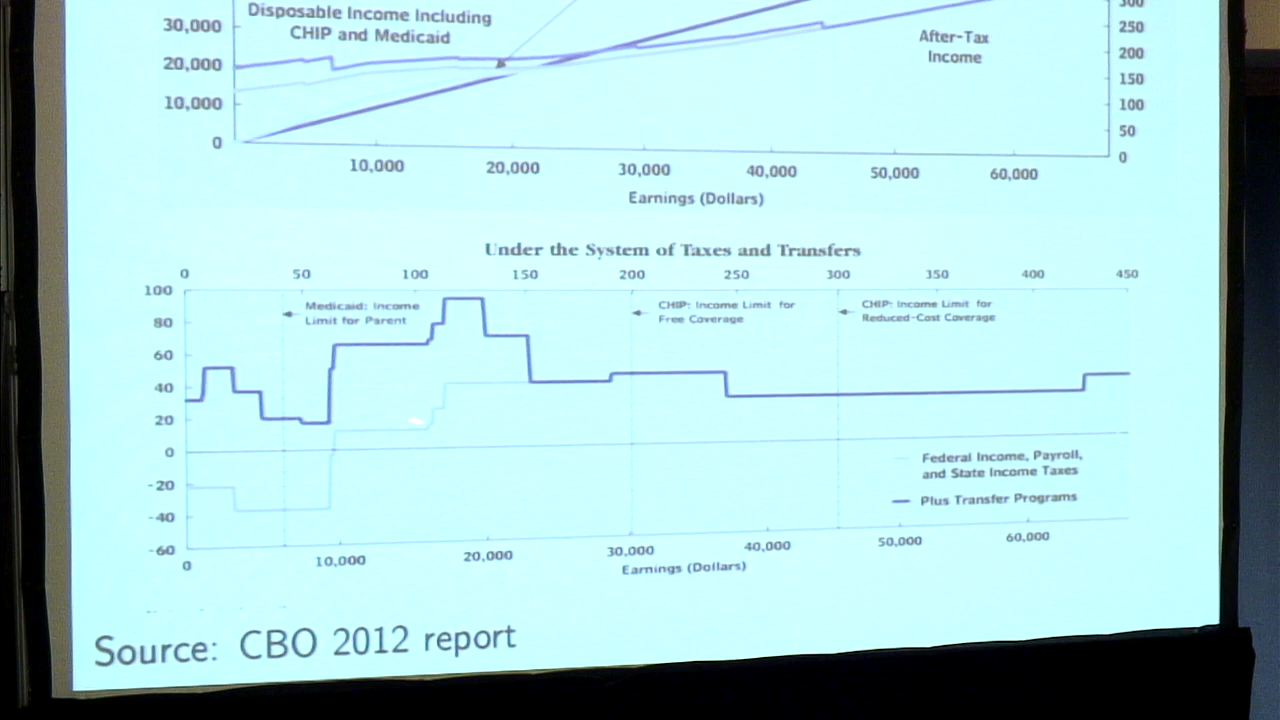 300
30,000
Disposable Income Including
CHIP and Medicaid
250
20,000
After-Tax
Income
200
150
10,000
100
50
0
0
10,000 20,000 30,000 40,000 50,000 60,000
Earnings (Dollars)
Under the System of Taxes and Transfers
0 50 100 150 200 250 300 350 400 450
100
Medicaid: Income
Limit for Parent
CHIP: Income Limit for
Free Coverage
CHIP: Income Limit for
Reduced-Cost Coverage
80
60
40
20
0
-20
-40
-60
Federal Income, Payroll,
and State Income Taxes
Plus Transfer Programs
0 10,000 20,000 30,000 40,000 50,000 60,000
Earnings (Dollars)
Source: CBO 2012 report